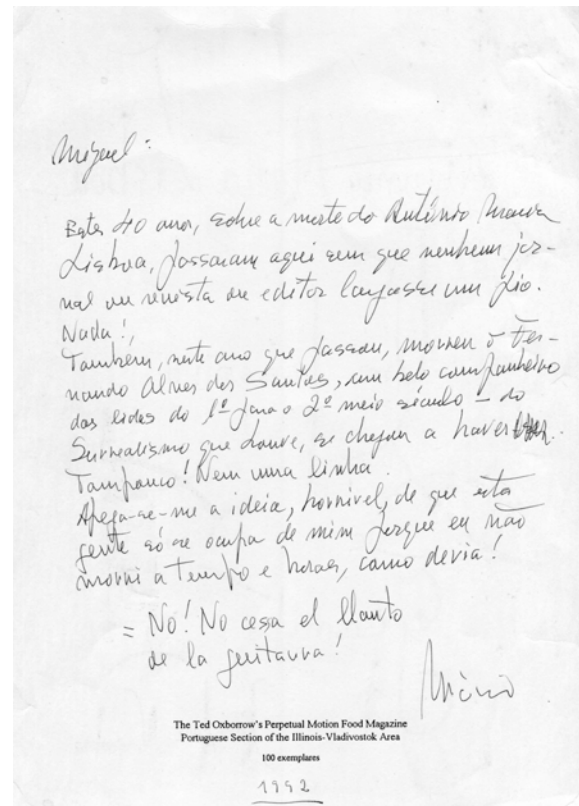 Miguel:
Estes 40 anos, sobre a morte do António Maria
Lisboa, passaram aqui sem que nenhum jor-
nal ou revista ou editor largasse um pio.
Nada!,
Também, neste ano que passou, morreu o Fer-
nando Alves dos Santos, um belo companheiro
das lides do 1º para o 2º meio século – do
Surrealismo que houve, se chegou a haver
Tampouco! Nem uma linha.
Apega-se-me a ideia, horrível, de que esta
gente só se ocupa de mim porque eu não
morri a tempo e horas, como devia!
= No! No cesa el llanto
de la guitarra!
Mário
The Ted Oxborrow's Perpetual Motion Food Magazine
Portuguese Section of the Illinois-Vladivostok Area
100 exemplares
1992